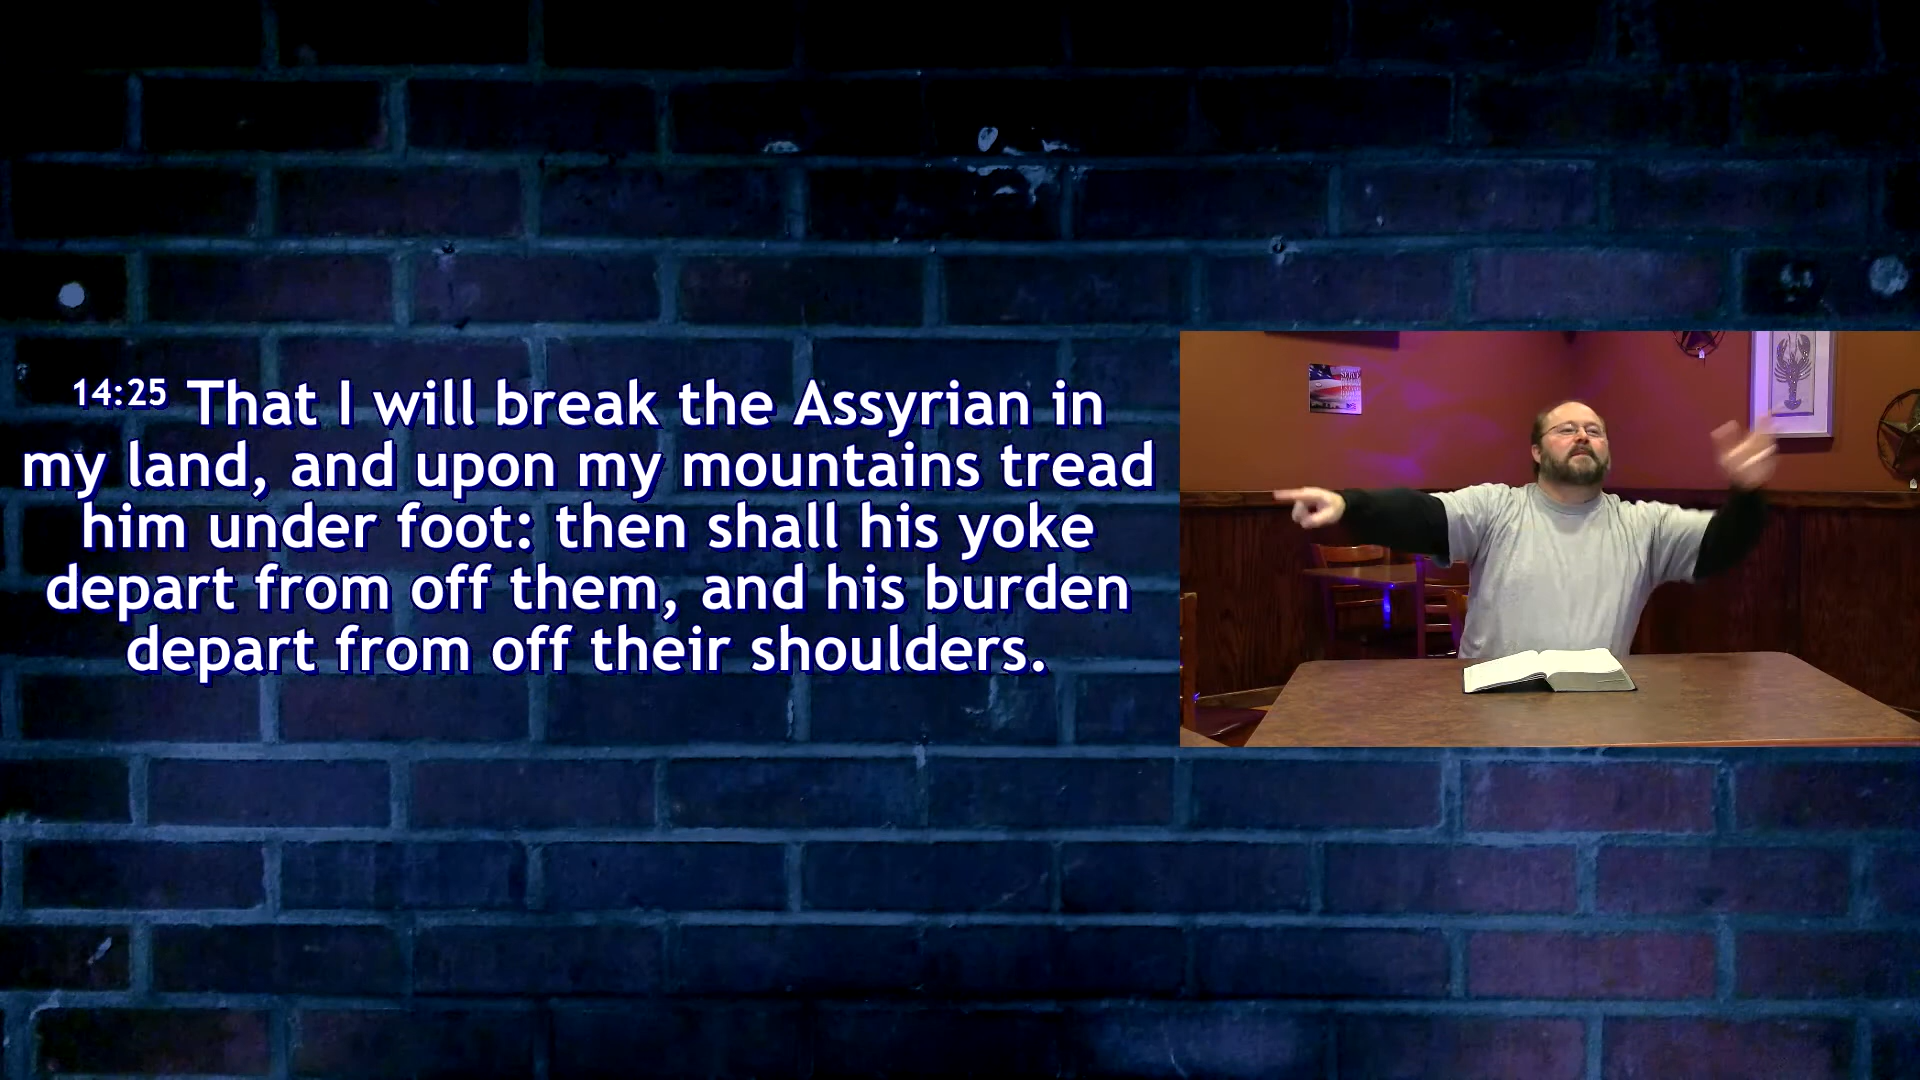 14:25 That I will break the Assyrian in
my land, and upon my mountains tread
him under foot: then shall his yoke
depart from off them, and his burden
depart from off their shoulders.